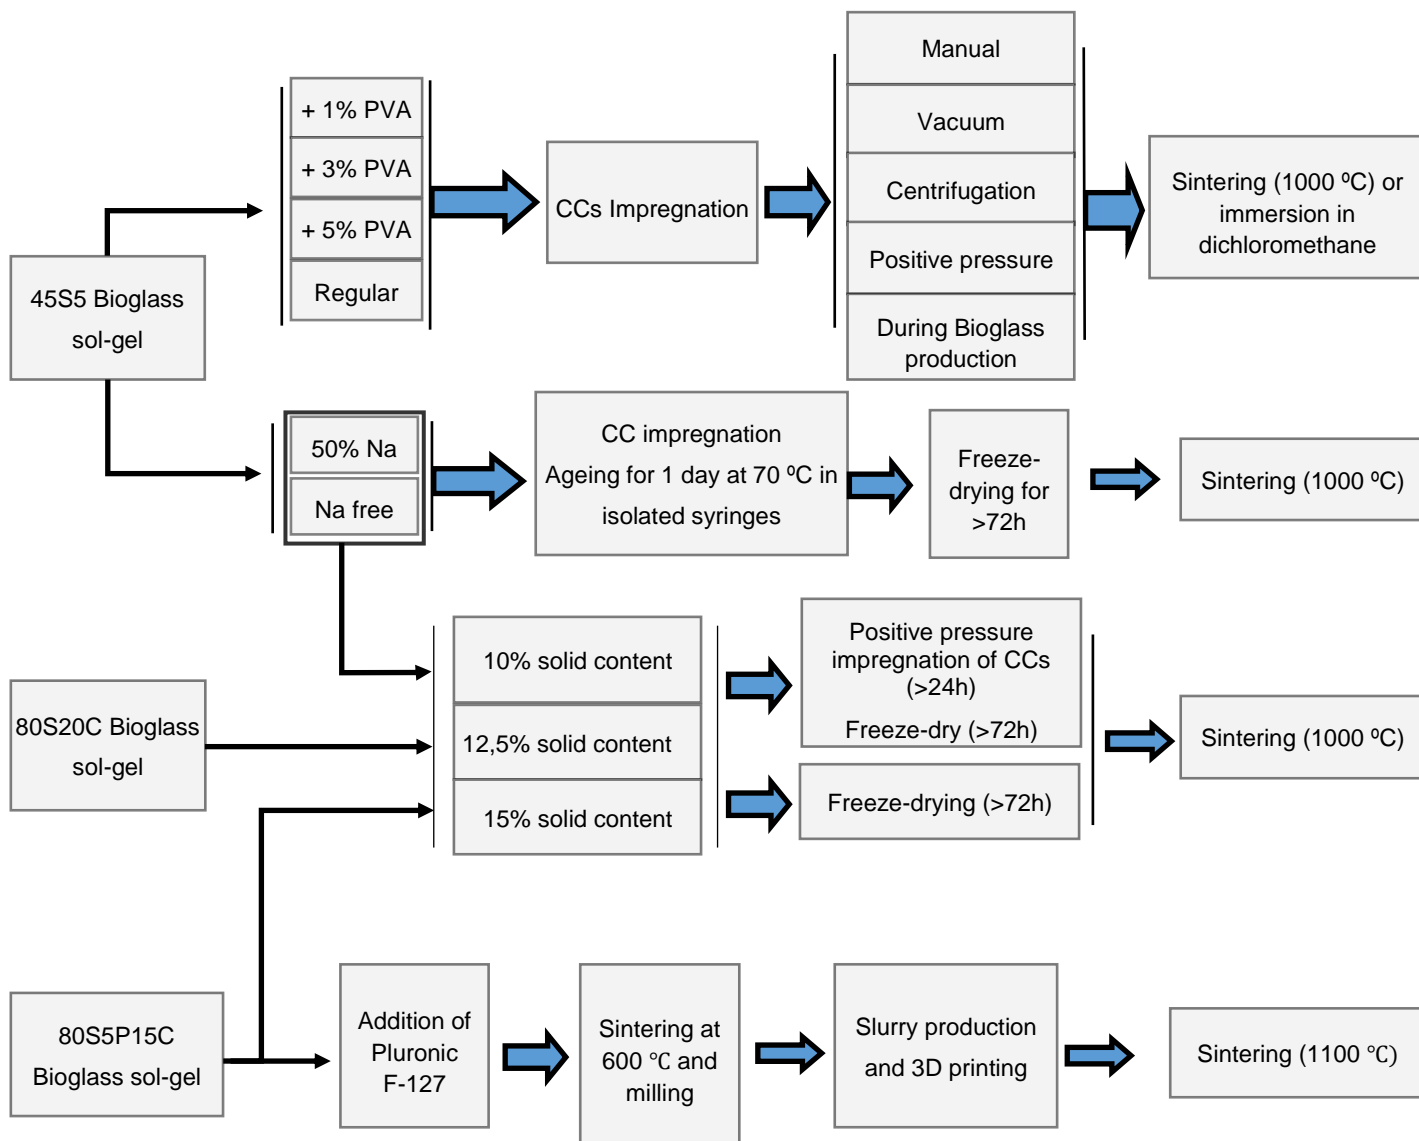 + 1% PVA
+ 3% PVA
+ 5% PVA
Regular
45S5 Bioglass
sol-gel
CCs Impregnation
Manual
Vacuum
Centrifugation
Positive pressure
During Bioglass
production
Sintering (1000 ºC) or
immersion in
dichloromethane
50% Na
Na free
CC impregnation
Ageing for 1 day at 70 ºC in
isolated syringes
Freeze-
drying for
>72h
Sintering (1000 ºC)
80S20C Bioglass
sol-gel
10% solid content
12,5% solid content
15% solid content
Positive pressure
impregnation of CCs
(>24h)
Freeze-dry (>72h)
Freeze-drying (>72h)
Sintering (1000 ºC)
80S5P15C
Bioglass sol-gel
Addition of
Pluronic
F-127
Sintering at
600 ℃ and
milling
Slurry production
and 3D printing
Sintering (1100 ℃)